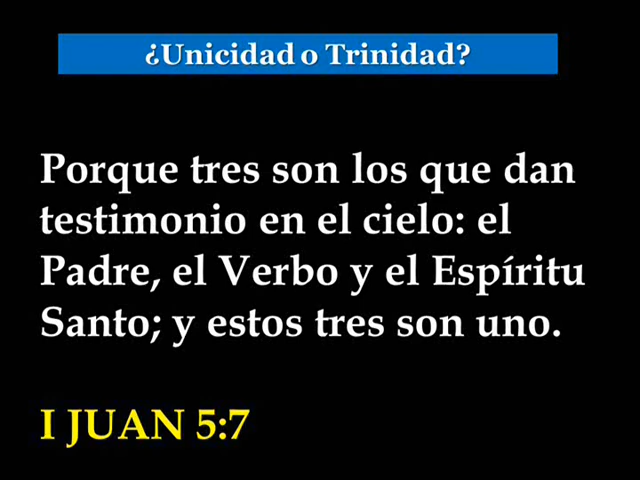 ¿Unicidad o Trinidad?
Porque tres son los que dan
testimonio en el cielo: el
Padre, el Verbo y el Espíritu
Santo; y estos tres son uno.
I JUAN 5:7